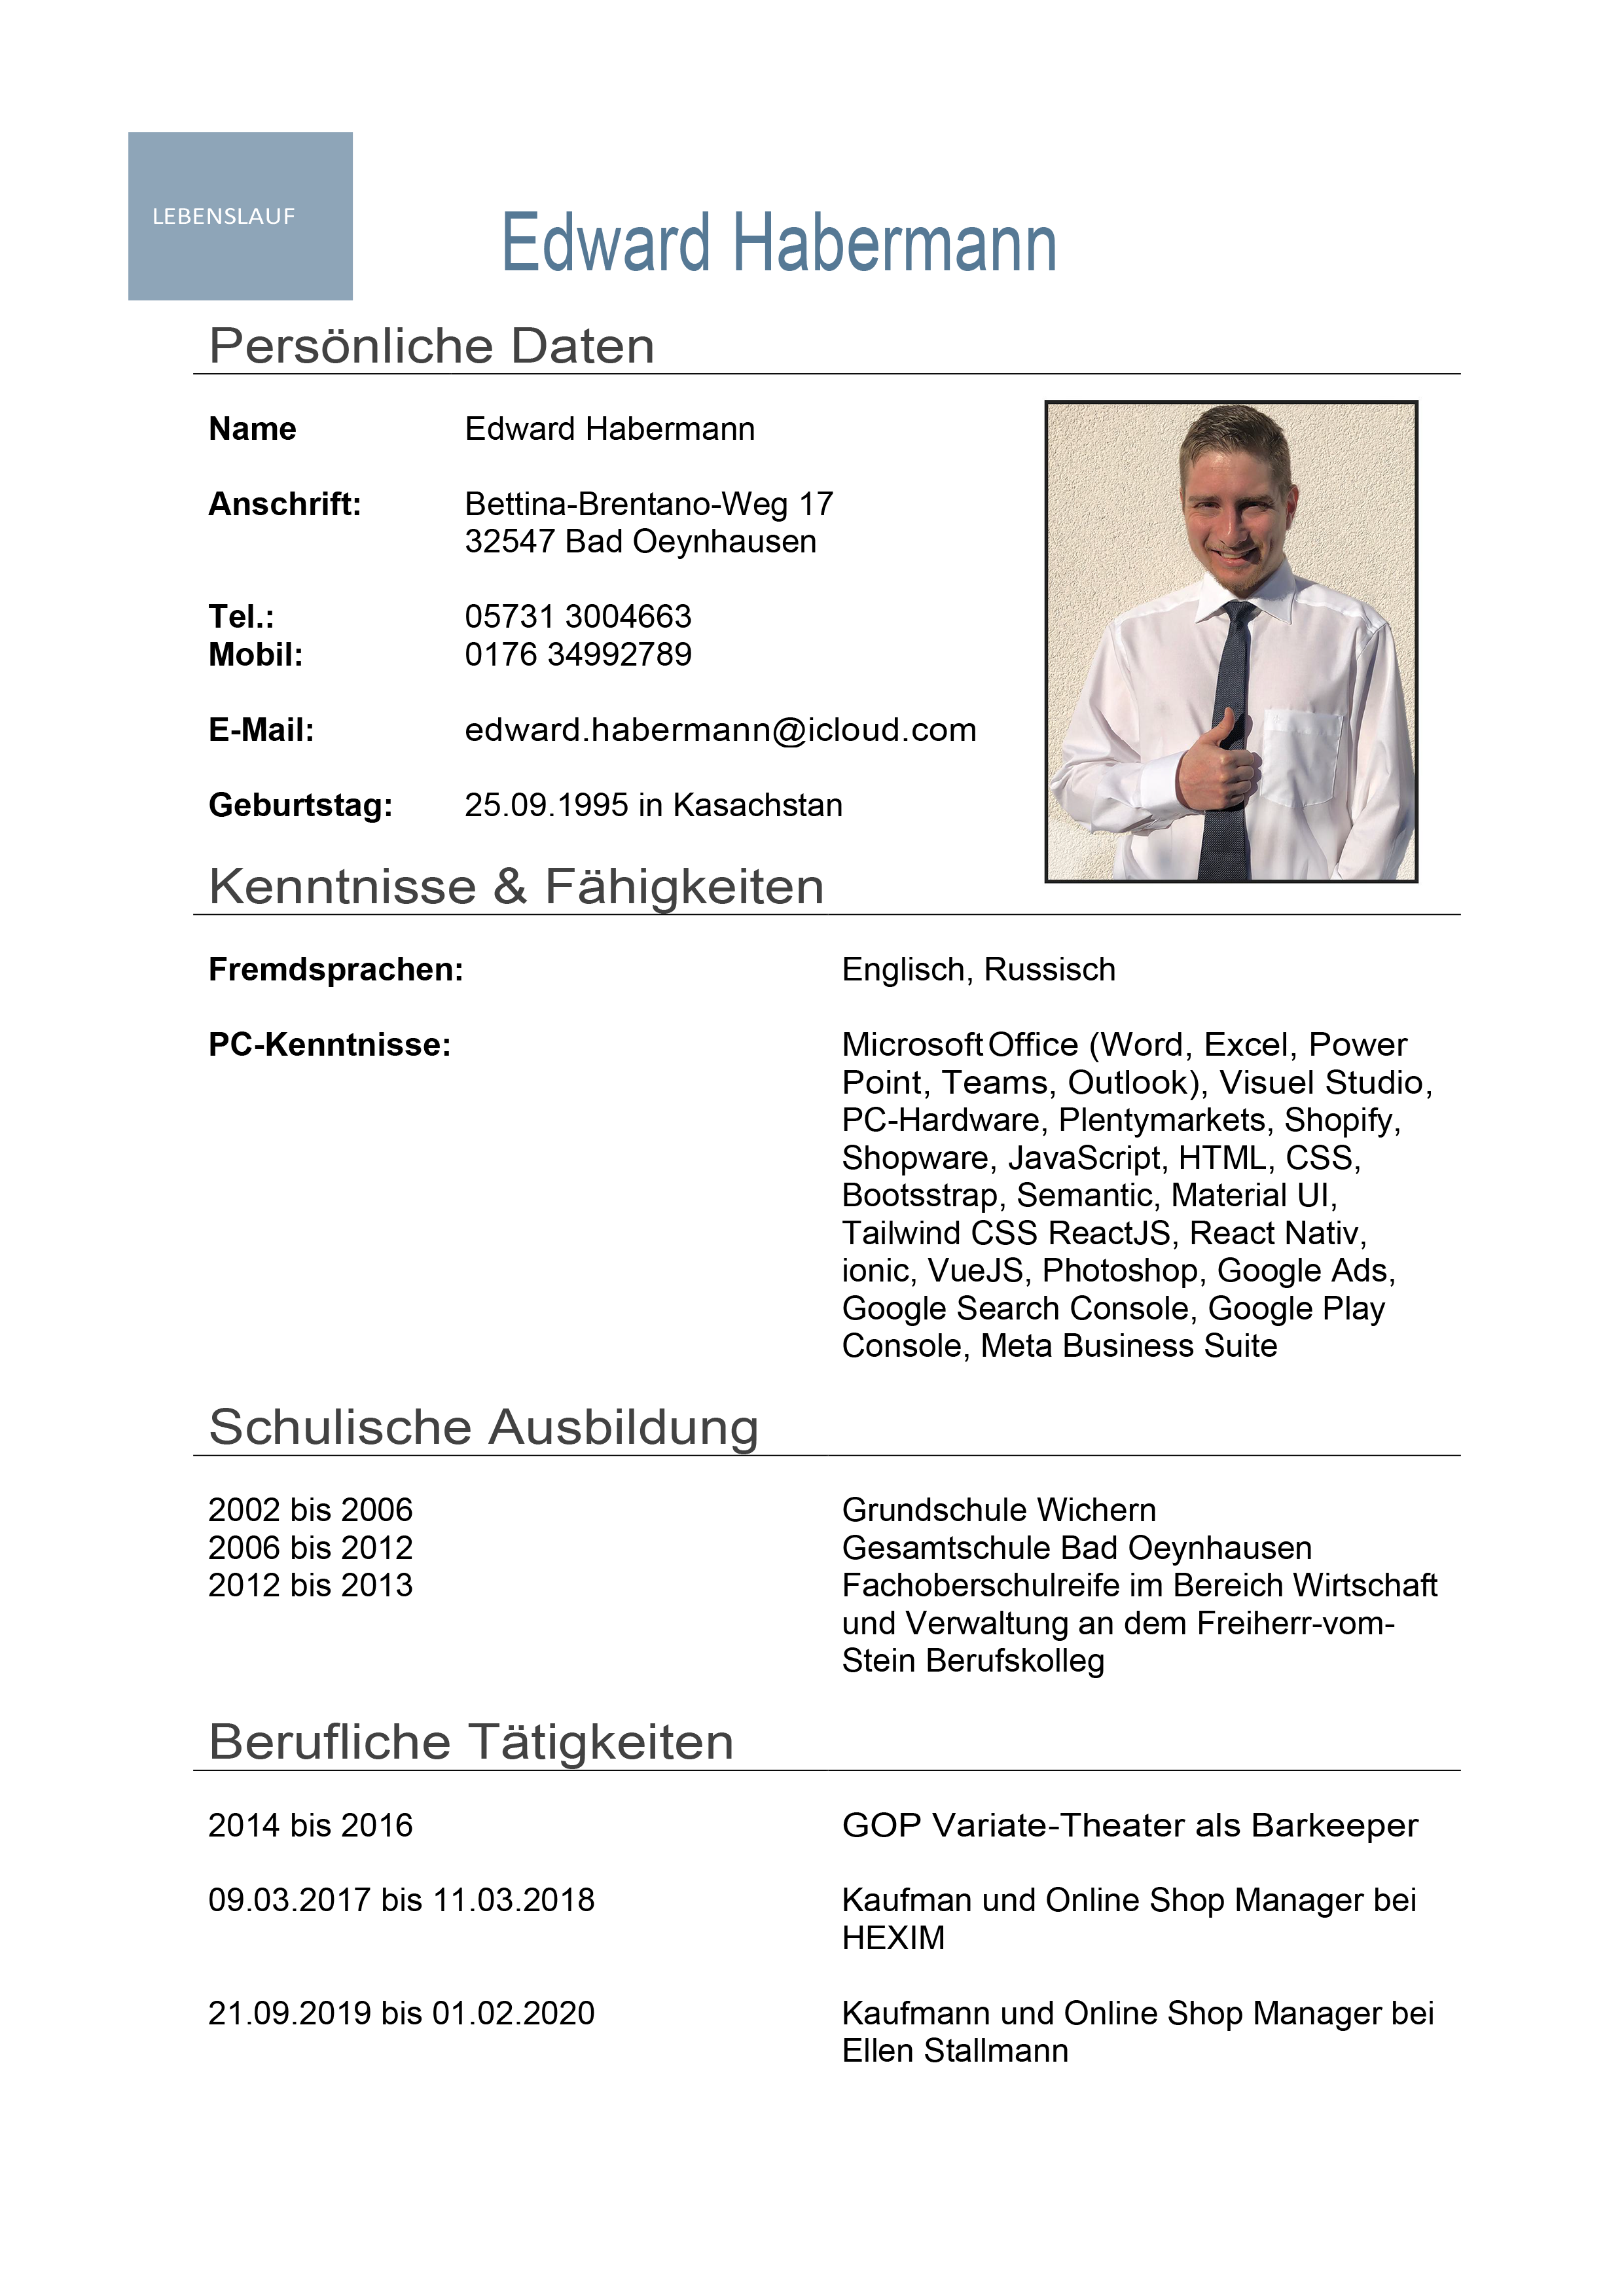 LEBENSLAUF
Edward Habermann
Persönliche Daten
Name Edward Habermann
Anschrift: Bettina-Brentano-Weg 17
32547 Bad Oeynhausen
Tel.: 05731 3004663
Mobil: 0176 34992789
E-Mail: edward.habermann@icloud.com
Geburtstag: 25.09.1995 in Kasachstan
Kenntnisse & Fähigkeiten
Fremdsprachen: Englisch, Russisch
PC-Kenntnisse: Microsoft Office (Word, Excel, Power
Point, Teams, Outlook), Visuel Studio,
PC-Hardware, Plentymarkets, Shopify,
Shopware, JavaScript, HTML, CSS,
Bootsstrap, Semantic, Material UI,
Tailwind CSS ReactJS, React Nativ,
ionic, VueJS, Photoshop, Google Ads,
Google Search Console, Google Play
Console, Meta Business Suite
Schulische Ausbildung
2002 bis 2006 Grundschule Wichern
2006 bis 2012 Gesamtschule Bad Oeynhausen
2012 bis 2013 Fachoberschulreife im Bereich Wirtschaft
und Verwaltung an dem Freiherr-vom-
Stein Berufskolleg
Berufliche Tätigkeiten
2014 bis 2016 GOP Variate-Theater als Barkeeper
09.03.2017 bis 11.03.2018 Kaufman und Online Shop Manager bei
HEXIM
21.09.2019 bis 01.02.2020 Kaufmann und Online Shop Manager bei
Ellen Stallmann